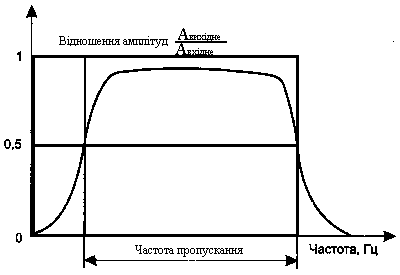 Відношення амплітуд Aвихідне
Aвхідне
1
0,5
0
Частота, Гц
Частота пропускання